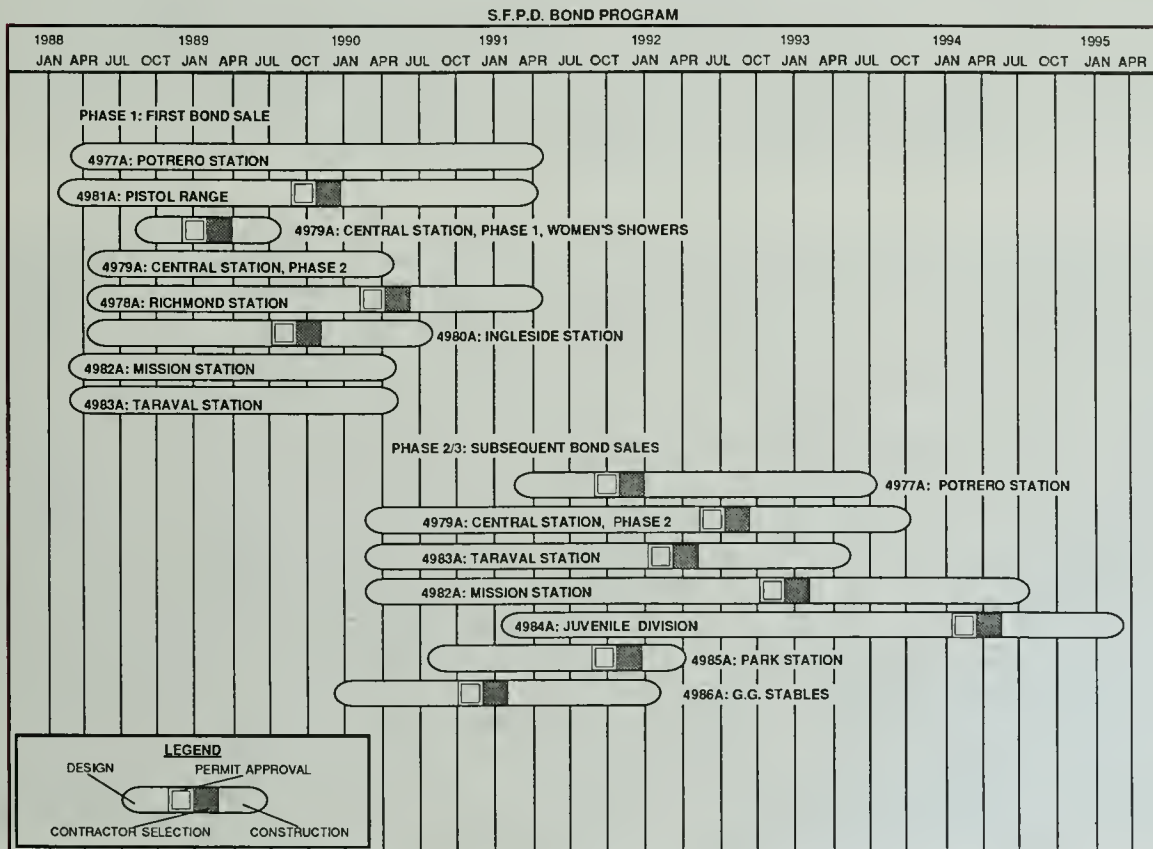 S.F.P.D. BOND PROGRAM
1988 1989 1990 1991 1992 1993 1994 1995
JAN APR JUL OCT JAN APR JUL OCT JAN APR JUL OCT JAN APR JUL OCT JAN APR JUL OCT JAN APR JUL OCT JAN APR JUL OCT JAN APR
PHASE 1: FIRST BOND SALE
4977A: POTRERO STATION
4981A: PISTOL RANGE
4979A: CENTRAL STATION, PHASE 1, WOMEN'S SHOWERS
4979A: CENTRAL STATION, PHASE 2
4978A: RICHMOND STATION
4980A: INGLESIDE STATION
4982A: MISSION STATION
4983A: TARAVAL STATION
PHASE 2/3: SUBSEQUENT BOND SALES
4977A: POTRERO STATION
4979A: CENTRAL STATION, PHASE 2
4983A: TARAVAL STATION
4982A: MISSION STATION
4984A: JUVENILE DIVISION
4985A: PARK STATION
4986A: G.G. STABLES
LEGEND
DESIGN PERMIT APPROVAL
CONTRACTOR SELECTION CONSTRUCTION